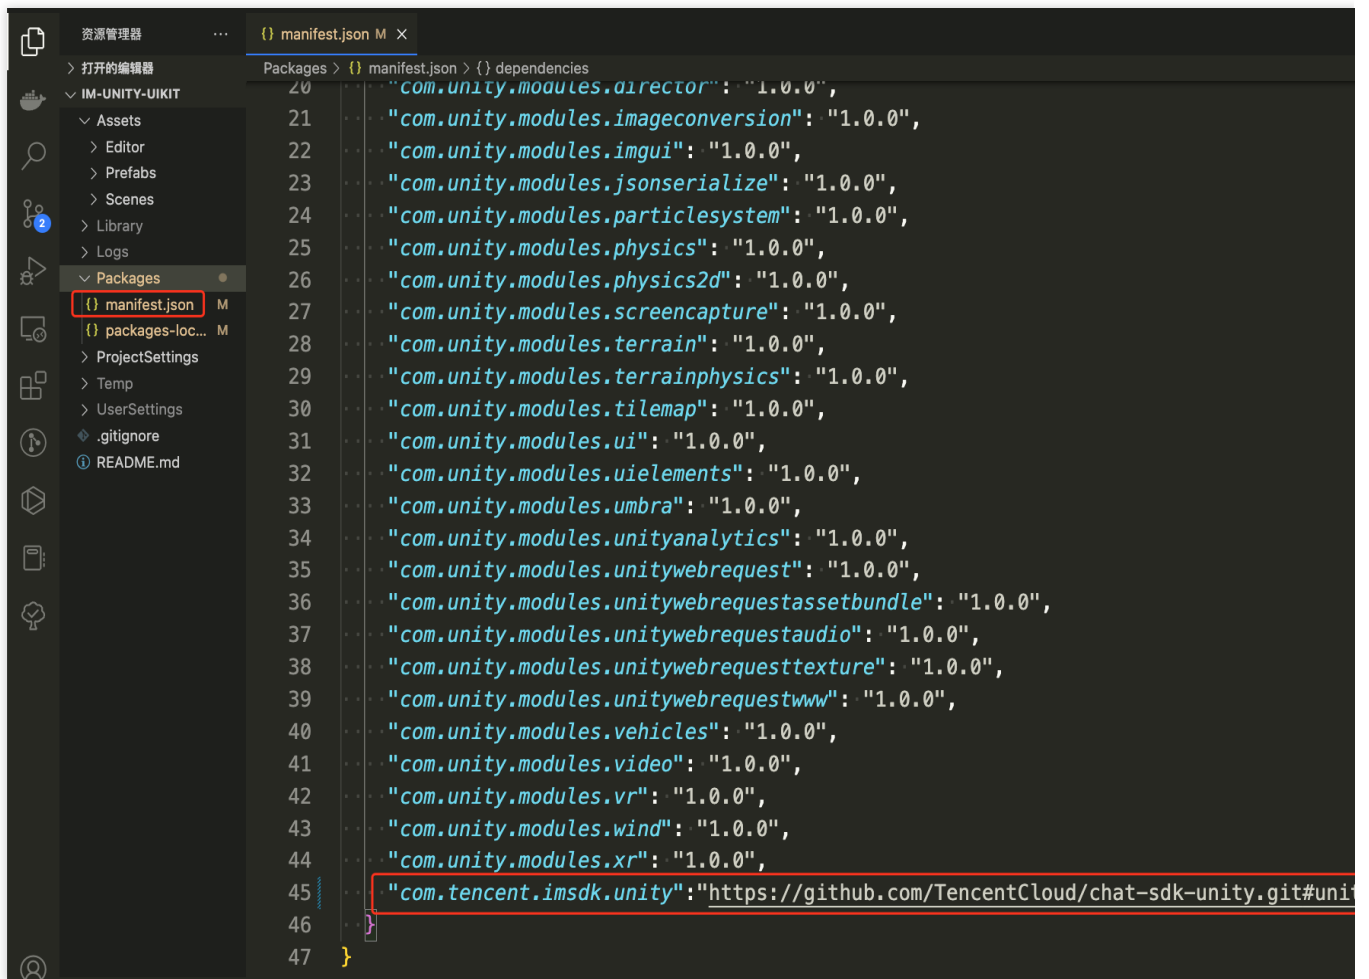 资源管理器
···
打开的编辑器
IM-UNITY-UIKIT
Assets
Editor
Prefabs
Scenes
Library
Logs
Packages
manifest.json M
packages-loc... M
ProjectSettings
Temp
UserSettings
.gitignore
README.md
2
{} manifest.json M ×
Packages > {} manifest.json > {} dependencies
20 "com.unity.modules.director": "1.0.0",
21 "com.unity.modules.imageconversion": "1.0.0",
22 "com.unity.modules.imgui": "1.0.0",
23 "com.unity.modules.jsonserialize": "1.0.0",
24 "com.unity.modules.particlesystem": "1.0.0",
25 "com.unity.modules.physics": "1.0.0",
26 "com.unity.modules.physics2d": "1.0.0",
27 "com.unity.modules.screencapture": "1.0.0",
28 "com.unity.modules.terrain": "1.0.0",
29 "com.unity.modules.terrainphysics": "1.0.0",
30 "com.unity.modules.tilemap": "1.0.0",
31 "com.unity.modules.ui": "1.0.0",
32 "com.unity.modules.uielements": "1.0.0",
33 "com.unity.modules.umbra": "1.0.0",
34 "com.unity.modules.unityanalytics": "1.0.0",
35 "com.unity.modules.unitywebrequest": "1.0.0",
36 "com.unity.modules.unitywebrequestassetbundle": "1.0.0",
37 "com.unity.modules.unitywebrequestaudio": "1.0.0",
38 "com.unity.modules.unitywebrequesttexture": "1.0.0",
39 "com.unity.modules.unitywebrequestwww": "1.0.0",
40 "com.unity.modules.vehicles": "1.0.0",
41 "com.unity.modules.video": "1.0.0",
42 "com.unity.modules.vr": "1.0.0",
43 "com.unity.modules.wind": "1.0.0",
44 "com.unity.modules.xr": "1.0.0",
45 "com.tencent.imsdk.unity":"https://github.com/TencentCloud/chat-sdk-unity.git#unit
46 }
47 }